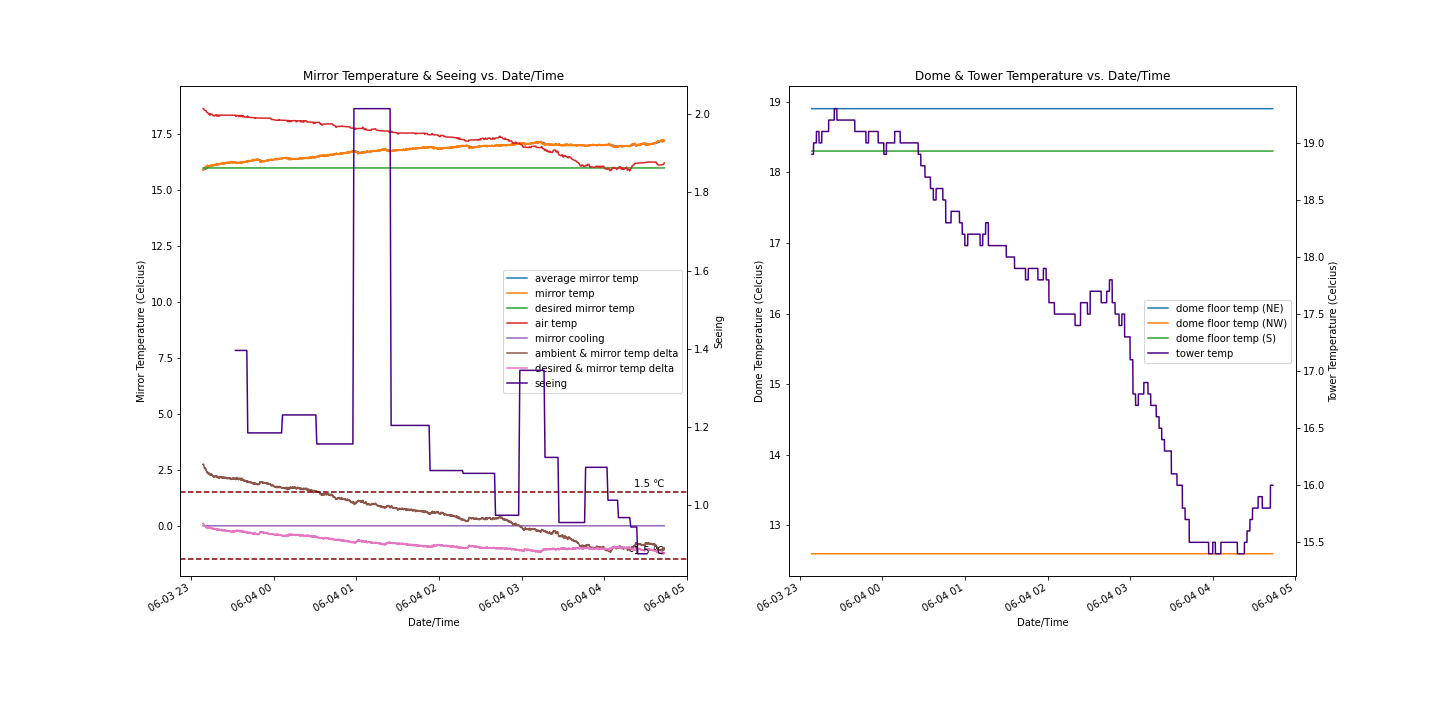 Mirror Temperature & Seeing vs. Date/Time
Mirror Temperature (Celcius)
17.5
15.0
12.5
10.0
7.5
5.0
2.5
0.0
2.0
1.8
1.6
1.4
1.2
1.0
Seeing
average mirror temp
mirror temp
desired mirror temp
air temp
mirror cooling
ambient & mirror temp delta
desired & mirror temp delta
seeing
1.5 °C
06-03 23
06-04 00
06-04 01
06-04 02
06-04 03
06-04 04
06-04 05
Date/Time
Dome & Tower Temperature vs. Date/Time
Dome Temperature (Celcius)
19
18
17
16
15
14
13
19.0
18.5
18.0
17.5
17.0
16.5
16.0
15.5
Tower Temperature (Celcius)
dome floor temp (NE)
dome floor temp (NW)
dome floor temp (S)
tower temp
06-03 23
06-04 00
06-04 01
06-04 02
06-04 03
06-04 04
06-04 05
Date/Time